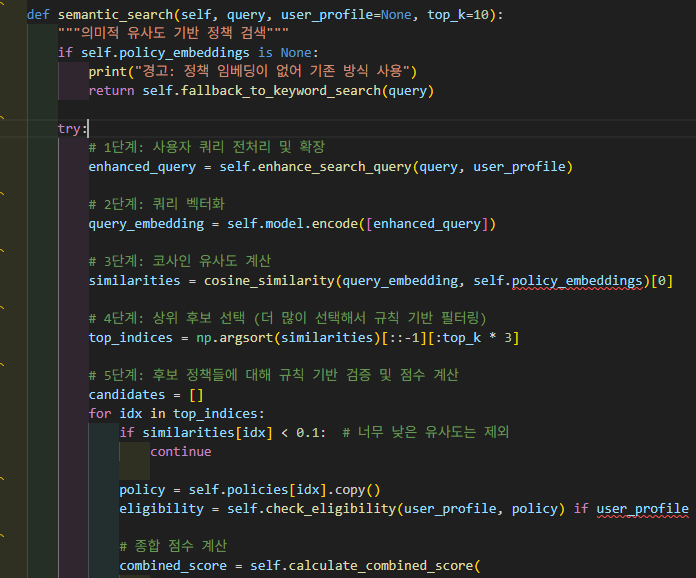 def semantic_search(self, query, user_profile=None, top_k=10):
    """의미적 유사도 기반 정책 검색"""
    if self.policy_embeddings is None:
        print("경고: 정책 임베딩이 없어 기존 방식 사용")
        return self.fallback_to_keyword_search(query)
    try:
        # 1단계: 사용자 쿼리 전처리 및 확장
        enhanced_query = self.enhance_search_query(query, user_profile)
        # 2단계: 쿼리 벡터화
        query_embedding = self.model.encode([enhanced_query])
        # 3단계: 코사인 유사도 계산
        similarities = cosine_similarity(query_embedding, self.policy_embeddings)[0]
        # 4단계: 상위 후보 선택 (더 많이 선택해서 규칙 기반 필터링)
        top_indices = np.argsort(similarities)[::-1][:top_k * 3]
        # 5단계: 후보 정책들에 대해 규칙 기반 검증 및 점수 계산
        candidates = []
        for idx in top_indices:
            if similarities[idx] < 0.1:  # 너무 낮은 유사도는 제외
                continue
            policy = self.policies[idx].copy()
            eligibility = self.check_eligibility(user_profile, policy) if user_profile
            # 종합 점수 계산
            combined_score = self.calculate_combined_score(